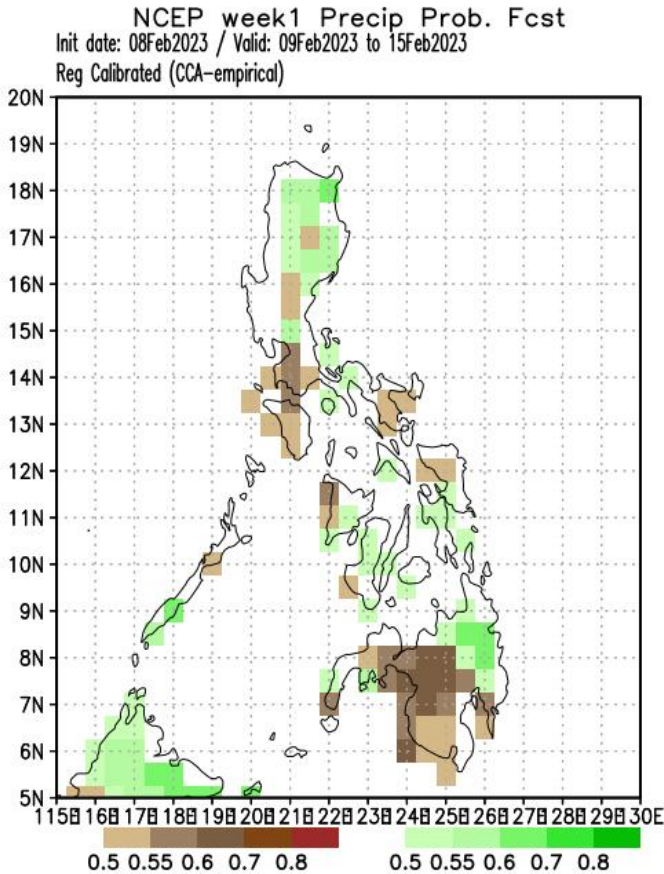 NCEP week1 Precip Prob. Fcst
Init date: 08Feb2023 / Valid: 09Feb2023 to 15Feb2023
Reg Calibrated (CCA-empirical)
20N
19N
18N
17N
16N
15N
14N
13N
12N
11N
10N
9N
8N
7N
6N
5N
115E 116E 117E 118E 119E 120E 121E 122E 123E 124E 125E 126E 127E 128E 129E 130E
0.5 0.55 0.6 0.7 0.8 0.5 0.55 0.6 0.7 0.8